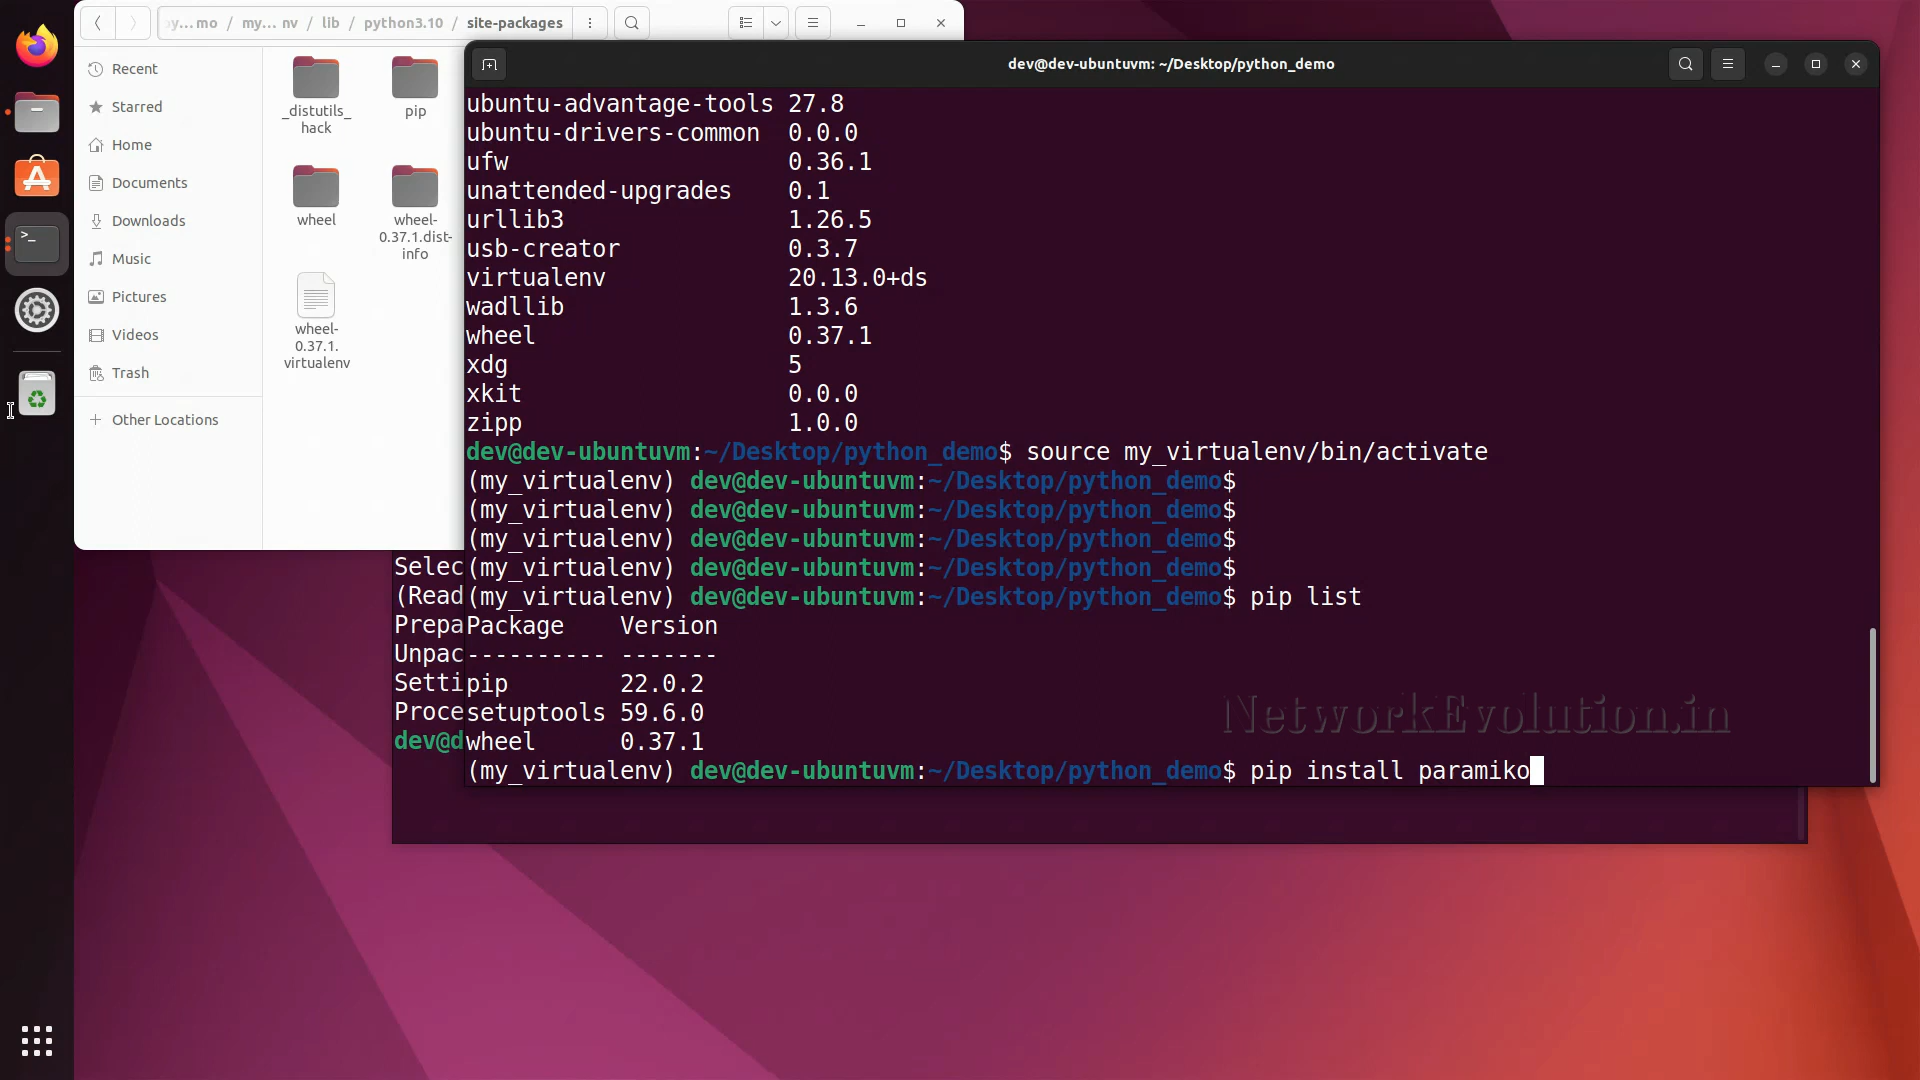 y...mo / my... nv / lib / python3.10 / site-packages
Recent
Starred
Home
Documents
Downloads
Music
Pictures
Videos
Trash
Other Locations
_distutils_
hack
pip
wheel
wheel-
0.37.1.dist-
info
wheel-
0.37.1.
virtualenv
dev@dev-ubuntuvm: ~/Desktop/python_demo
ubuntu-advantage-tools 27.8
ubuntu-drivers-common 0.0.0
ufw 0.36.1
unattended-upgrades 0.1
urllib3 1.26.5
usb-creator 0.3.7
virtualenv 20.13.0+ds
wadllib 1.3.6
wheel 0.37.1
xdg 5
xkit 0.0.0
zipp 1.0.0
dev@dev-ubuntuvm:~/Desktop/python_demo$ source my_virtualenv/bin/activate
(my_virtualenv) dev@dev-ubuntuvm:~/Desktop/python_demo$
(my_virtualenv) dev@dev-ubuntuvm:~/Desktop/python_demo$
(my_virtualenv) dev@dev-ubuntuvm:~/Desktop/python_demo$
(my_virtualenv) dev@dev-ubuntuvm:~/Desktop/python_demo$
(my_virtualenv) dev@dev-ubuntuvm:~/Desktop/python_demo$ pip list
Package Version
---------- -------
pip 22.0.2
setuptools 59.6.0
wheel 0.37.1
(my_virtualenv) dev@dev-ubuntuvm:~/Desktop/python_demo$ pip install paramiko
Selec
(Read
Prepa
Unpac
Setti
Proce
dev@d
NetworkEvolution.in